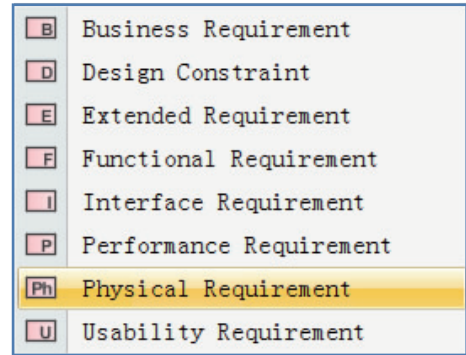 B Business Requirement
D Design Constraint
E Extended Requirement
F Functional Requirement
I Interface Requirement
P Performance Requirement
Ph Physical Requirement
U Usability Requirement